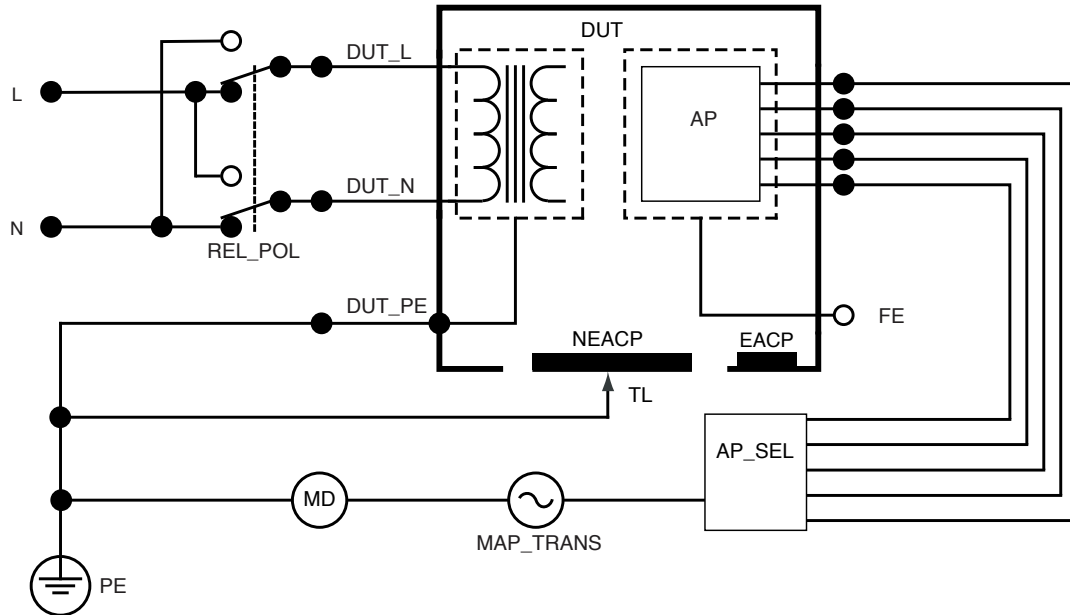 DUT
DUT_L
L
AP
DUT_N
N
REL_POL
DUT_PE
FE
NEACP
EACP
TL
AP_SEL
MD
MAP_TRANS
PE